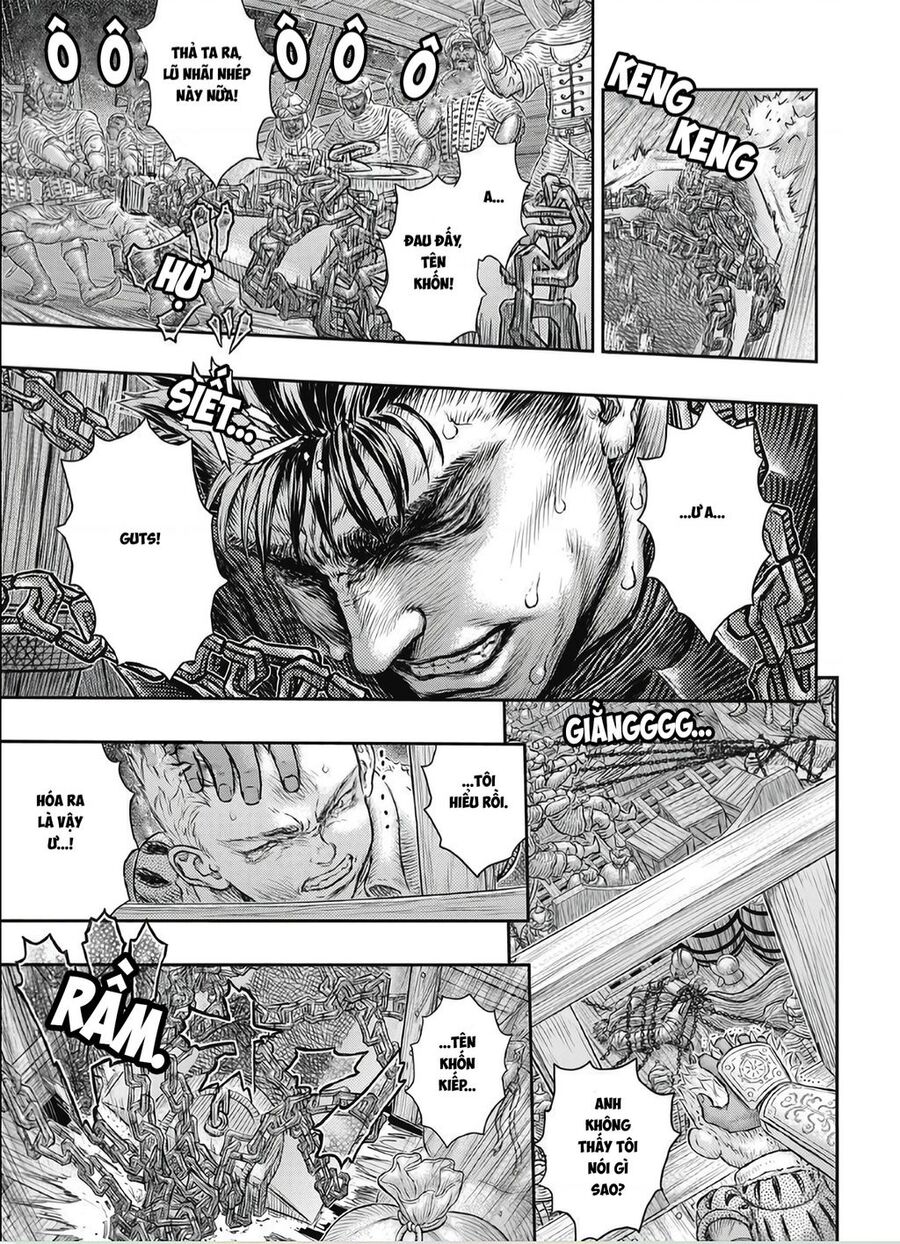 KENG
KENG
Ô
Ô
Ô
Ô
Ô
THẢ TA RA,
LŨ NHÃI NHÉP
NÀY NỮA!
A...
ĐAU ĐẤY,
TÊN
KHỐN!
HỰ
SIẾT...
...Ư A...
GUTS!
GIẰNGGGG...
ANH
KHÔNG
THẤY TÔI
NÓI GÌ
SAO?
...TÔI
HIỂU RỒI.
HÓA RA
LÀ VẬY
Ư...!
...TÊN
KHỐN
KIẾP...
RẦM.